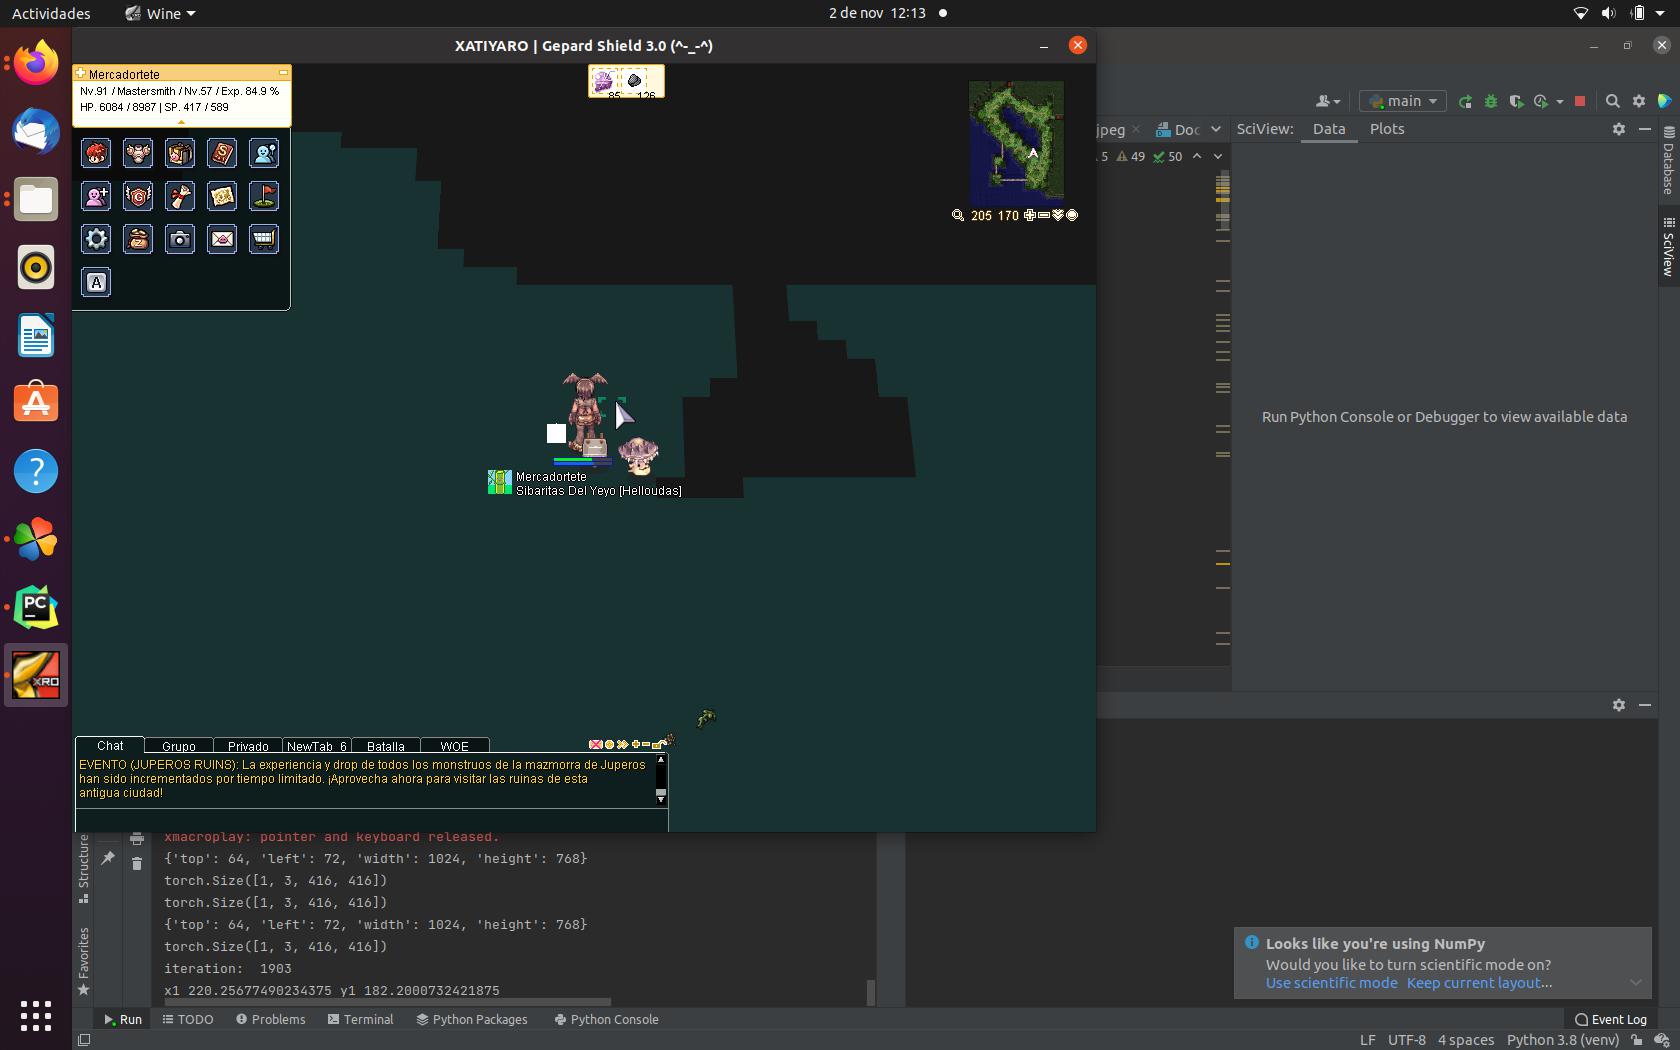 Actividades
Wine
2 de nov 12:13
XATIYARO | Gepard Shield 3.0 (^-_-^)
Mercadortete
Nv.91 / Mastersmith / Nv.57 / Exp. 84.9 %
HP. 6084 / 8987 | SP. 417 / 589
85 126
205 170
A
main
jpeg
Doc
SciView:
Data
Plots
5 49 50
Database
SciView
Run Python Console or Debugger to view available data
Mercadortete
Sibaritas Del Yeyo [Helloudas]
PC
XRO
Chat
Grupo
Privado
NewTab_6
Batalla
WOE
EVENTO (JUPEROS RUINS): La experiencia y drop de todos los monstruos de la mazmorra de Juperos
han sido incrementados por tiempo limitado. ¡Aprovecha ahora para visitar las ruinas de esta
antigua ciudad!
Structure
Favorites
xmacroplay: pointer and keyboard released.
{'top': 64, 'left': 72, 'width': 1024, 'height': 768}
torch.Size([1, 3, 416, 416])
torch.Size([1, 3, 416, 416])
{'top': 64, 'left': 72, 'width': 1024, 'height': 768}
torch.Size([1, 3, 416, 416])
iteration:  1903
x1 220.25677490234375 y1 182.2000732421875
Looks like you're using NumPy
Would you like to turn scientific mode on?
Use scientific mode Keep current layout...
Run
TODO
Problems
Terminal
Python Packages
Python Console
Event Log
LF UTF-8 4 spaces Python 3.8 (venv)